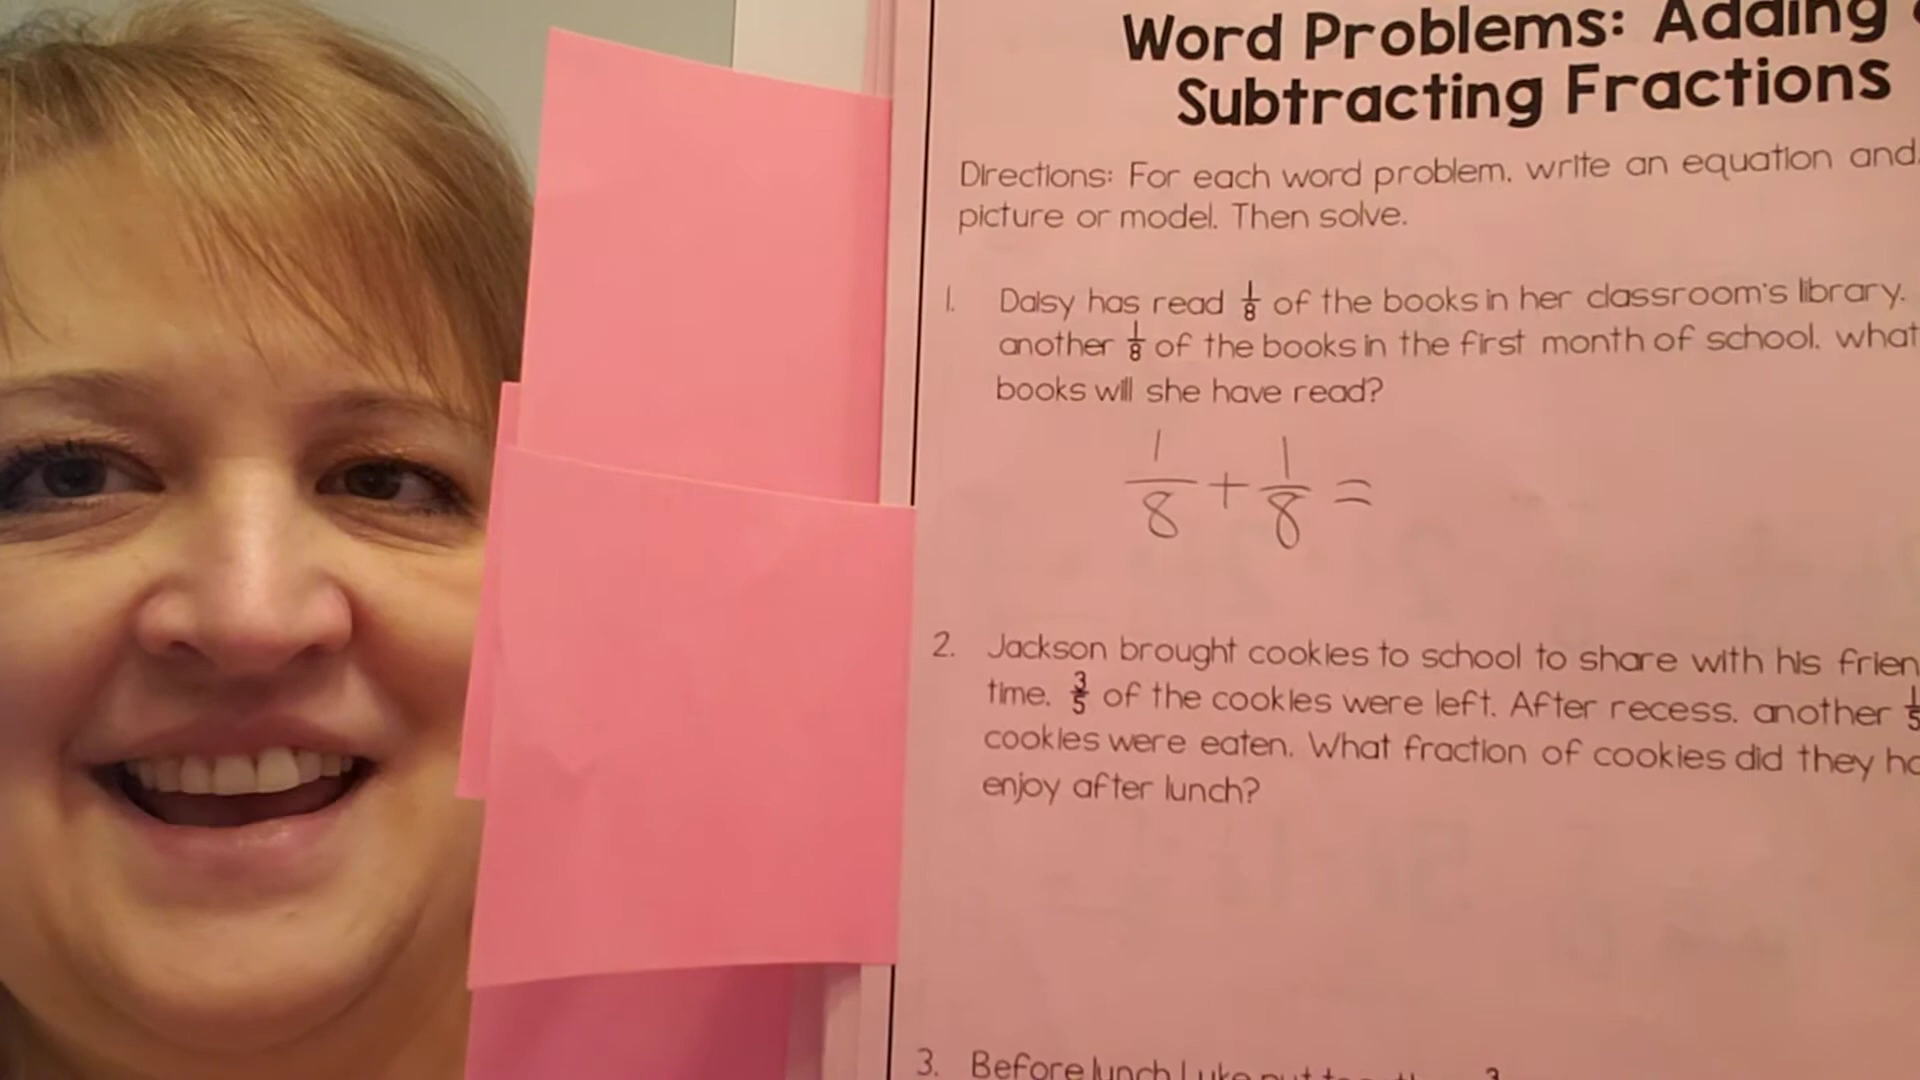 Word Problems: Adding
Subtracting Fractions
Directions: For each word problem, write an equation and
picture or model. Then solve.
1. Daisy has read 1/8 of the books in her classroom's library.
another 1/8 of the books in the first month of school, what
books will she have read?
1/8 + 1/8 =
2. Jackson brought cookies to school to share with his frien
time. 3/5 of the cookies were left. After recess, another 1/5
cookies were eaten. What fraction of cookies did they ha
enjoy after lunch?
3. Before lunch Luke put